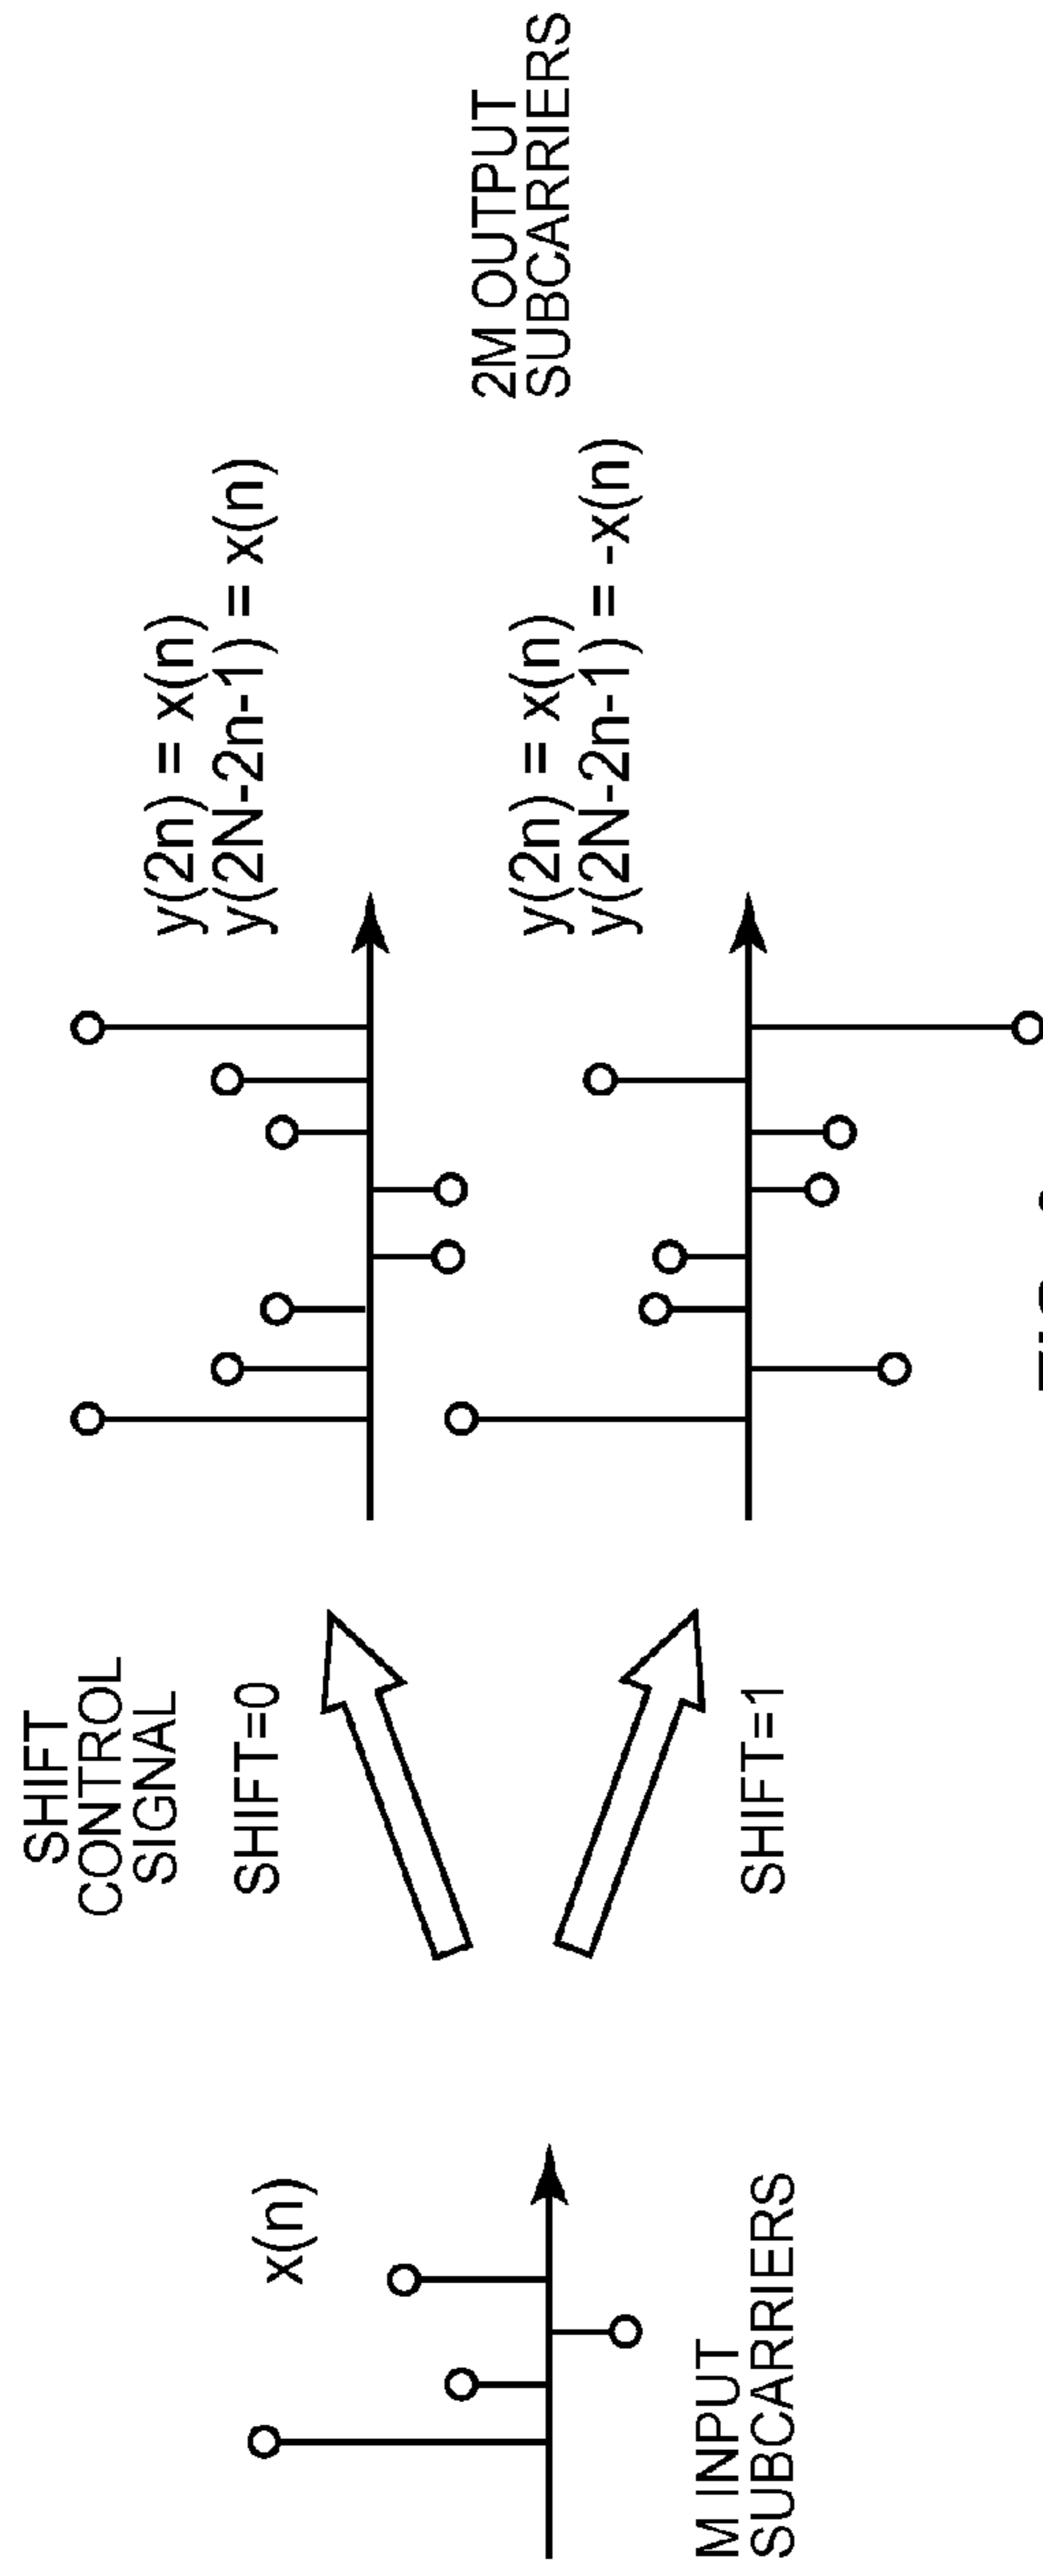 SHIFT
CONTROL
SIGNAL
x(n)
M INPUT
SUBCARRIERS
SHIFT=0
SHIFT=1
y(2n) = x(n)
y(2N-2n-1) = x(n)
y(2n) = x(n)
y(2N-2n-1) = -x(n)
2M OUTPUT
SUBCARRIERS